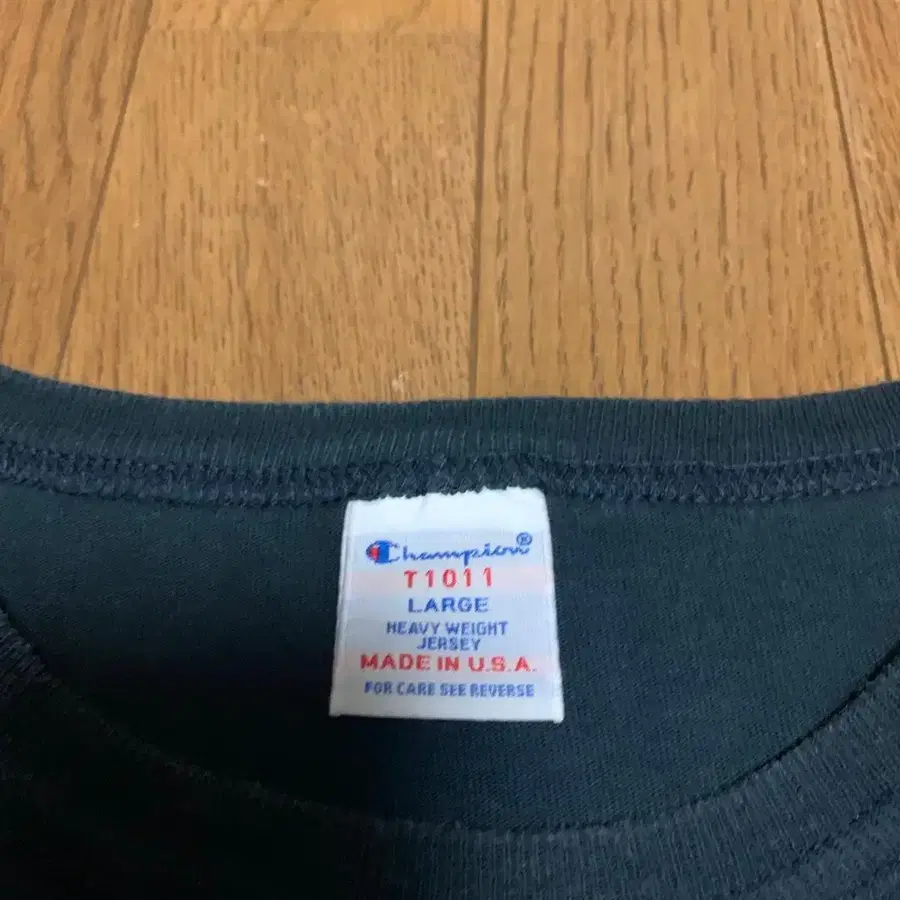 Champion®
T1011
LARGE
HEAVY WEIGHT
JERSEY
MADE IN U.S.A.
FOR CARE SEE REVERSE